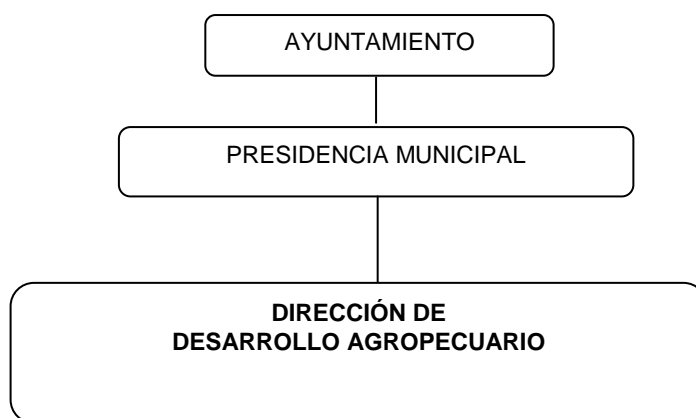 AYUNTAMIENTO
PRESIDENCIA MUNICIPAL
DIRECCIÓN DE
DESARROLLO AGROPECUARIO